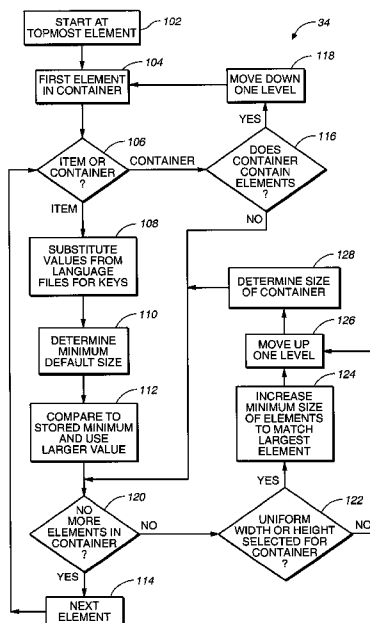 START AT
TOPMOST ELEMENT
102
34
104
FIRST ELEMENT
IN CONTAINER
118
MOVE DOWN
ONE LEVEL
YES
106
ITEM OR
CONTAINER
?
CONTAINER
116
DOES
CONTAINER
CONTAIN
ELEMENTS
?
ITEM
NO
108
SUBSTITUTE
VALUES FROM
LANGUAGE
FILES FOR KEYS
128
DETERMINE SIZE
OF CONTAINER
110
DETERMINE
MINIMUM
DEFAULT SIZE
126
MOVE UP
ONE LEVEL
112
COMPARE TO
STORED MINIMUM
AND USE
LARGER VALUE
124
INCREASE
MINIMUM SIZE
OF ELEMENTS
TO MATCH
LARGEST
ELEMENT
YES
120
NO
MORE
ELEMENTS IN
CONTAINER
?
NO
122
UNIFORM
WIDTH OR HEIGHT
SELECTED FOR
CONTAINER
?
NO
YES
114
NEXT
ELEMENT